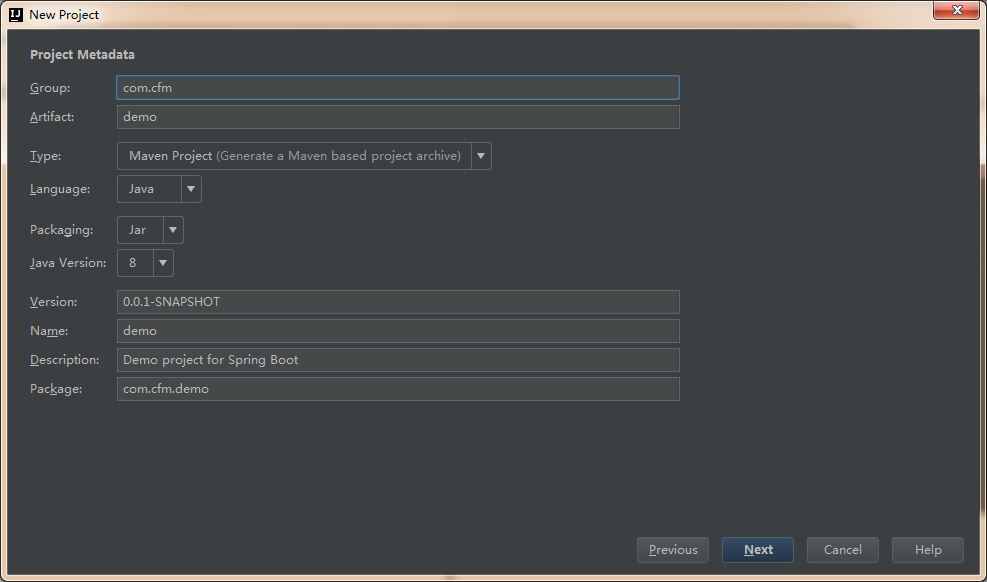 IJ New Project
Project Metadata
Group: com.cfm
Artifact: demo
Type: Maven Project (Generate a Maven based project archive)
Language: Java
Packaging: Jar
Java Version: 8
Version: 0.0.1-SNAPSHOT
Name: demo
Description: Demo project for Spring Boot
Package: com.cfm.demo
Previous Next Cancel Help